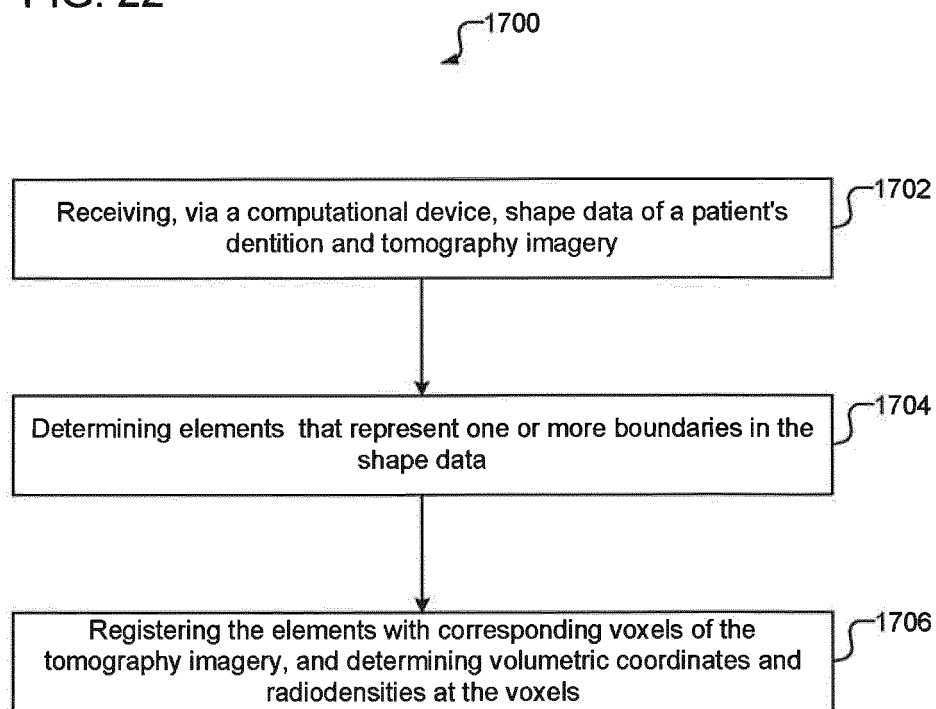 FIG. 22
1700
Receiving, via a computational device, shape data of a patient's
dentition and tomography imagery
1702
Determining elements that represent one or more boundaries in the
shape data
1704
Registering the elements with corresponding voxels of the
tomography imagery, and determining volumetric coordinates and
radiodensities at the voxels
1706